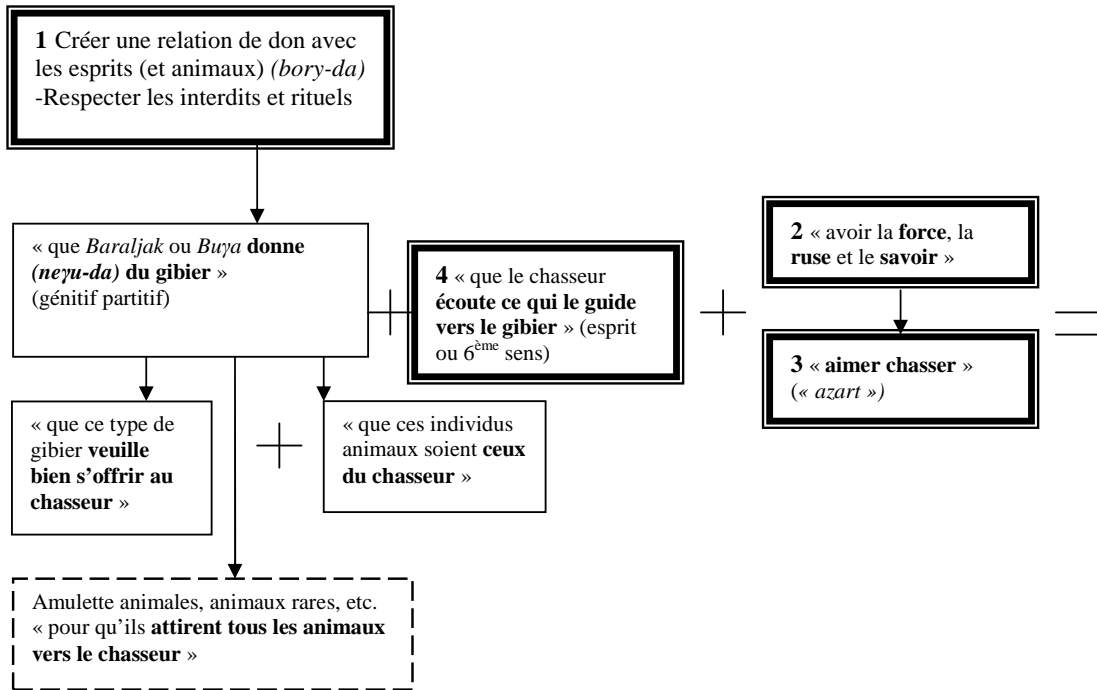 1 Créer une relation de don avec
les esprits (et animaux) (bory-da)
-Respecter les interdits et rituels
« que Baraljak ou Buγa donne
(neγu-da) du gibier »
(génitif partitif)
4 « que le chasseur
écoute ce qui le guide
vers le gibier » (esprit
ou 6ème sens)
2 « avoir la force, la
ruse et le savoir »
3 « aimer chasser »
(« azart »)
« que ce type de
gibier veuille
bien s’offrir au
chasseur »
« que ces individus
animaux soient ceux
du chasseur »
Amulette animales, animaux rares, etc.
« pour qu’ils attirent tous les animaux
vers le chasseur »